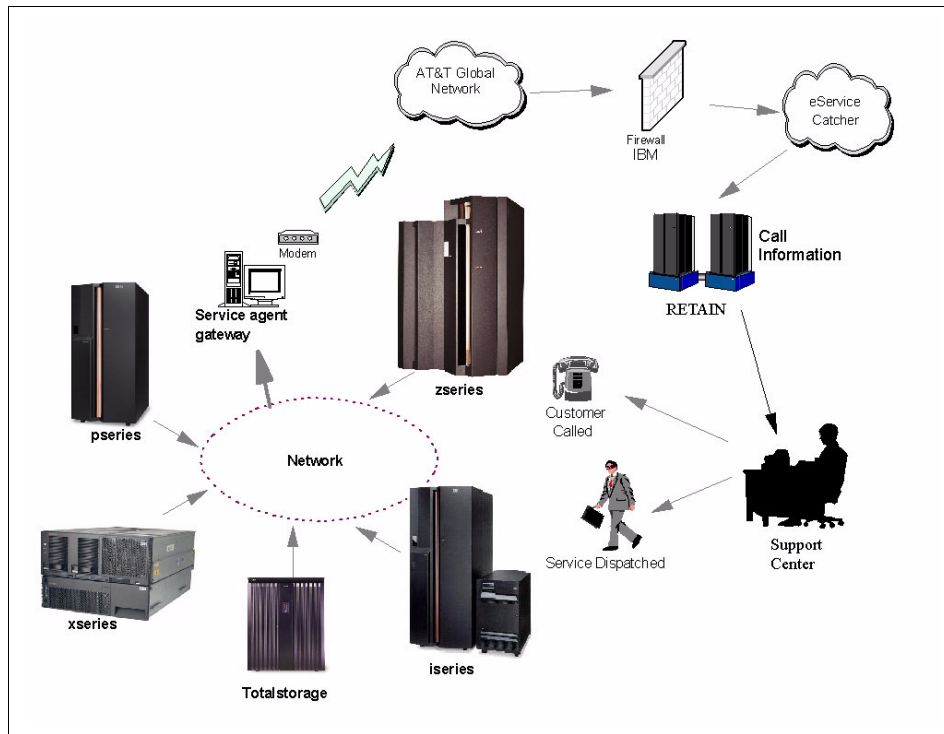 AT&T Global
Network
eService
Catcher
Firewall
IBM
Modem
Call
Information
Service agent
gateway
RETAIN
zseries
pseries
Customer
Called
Network
Service Dispatched
Support
Center
xseries
iseries
Totalstorage